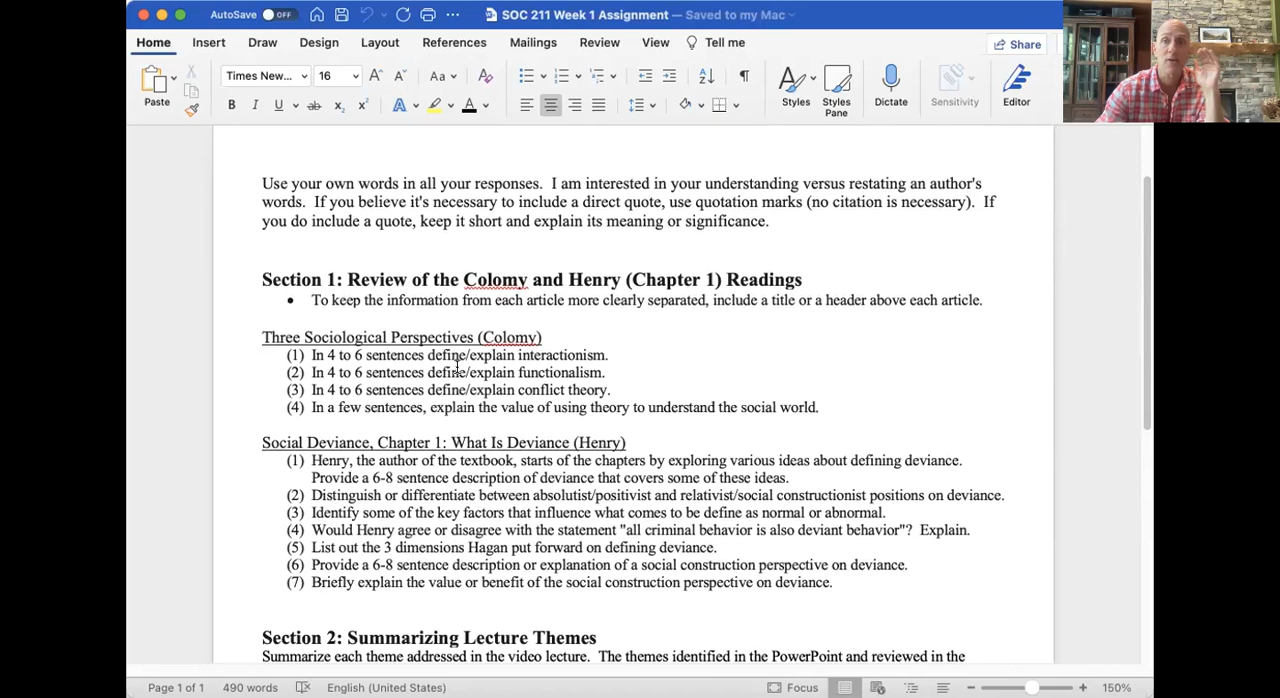 AutoSave OFF SOC 211 Week 1 Assignment — Saved to my Mac
Home Insert Draw Design Layout References Mailings Review View Tell me Share
Paste Times New... 16 Aa Styles Styles Pane Dictate Sensitivity Editor
Use your own words in all your responses. I am interested in your understanding versus restating an author's
words. If you believe it's necessary to include a direct quote, use quotation marks (no citation is necessary). If
you do include a quote, keep it short and explain its meaning or significance.
Section 1: Review of the Colomy and Henry (Chapter 1) Readings
• To keep the information from each article more clearly separated, include a title or a header above each article.
Three Sociological Perspectives (Colomy)
(1) In 4 to 6 sentences define/explain interactionism.
(2) In 4 to 6 sentences define/explain functionalism.
(3) In 4 to 6 sentences define/explain conflict theory.
(4) In a few sentences, explain the value of using theory to understand the social world.
Social Deviance, Chapter 1: What Is Deviance (Henry)
(1) Henry, the author of the textbook, starts of the chapters by exploring various ideas about defining deviance.
Provide a 6-8 sentence description of deviance that covers some of these ideas.
(2) Distinguish or differentiate between absolutist/positivist and relativist/social constructionist positions on deviance.
(3) Identify some of the key factors that influence what comes to be define as normal or abnormal.
(4) Would Henry agree or disagree with the statement "all criminal behavior is also deviant behavior"? Explain.
(5) List out the 3 dimensions Hagan put forward on defining deviance.
(6) Provide a 6-8 sentence description or explanation of a social construction perspective on deviance.
(7) Briefly explain the value or benefit of the social construction perspective on deviance.
Section 2: Summarizing Lecture Themes
Summarize each theme addressed in the video lecture. The themes identified in the PowerPoint and reviewed in the
Page 1 of 1 490 words English (United States) Focus 150%